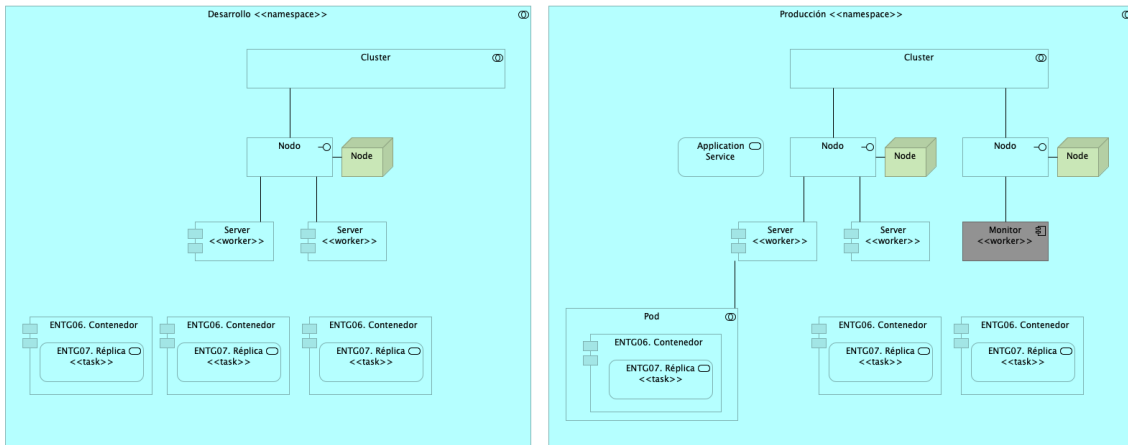 Desarrollo <<namespace>>
Cluster
Nodo
Node
Server
<<worker>>
Server
<<worker>>
ENTG06. Contenedor
ENTG07. Réplica
<<task>>
ENTG06. Contenedor
ENTG07. Réplica
<<task>>
ENTG06. Contenedor
ENTG07. Réplica
<<task>>
Producción <<namespace>>
Cluster
Application
Service
Nodo
Node
Nodo
Node
Server
<<worker>>
Server
<<worker>>
Monitor
<<worker>>
Pod
ENTG06. Contenedor
ENTG07. Réplica
<<task>>
ENTG06. Contenedor
ENTG07. Réplica
<<task>>
ENTG06. Contenedor
ENTG07. Réplica
<<task>>